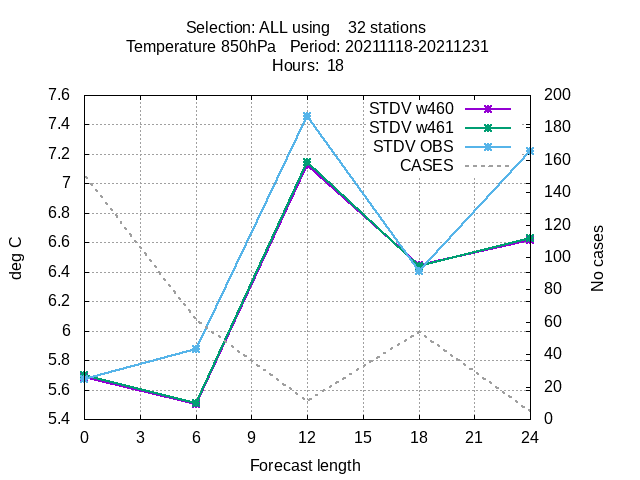 Selection: ALL using    32 stations
Temperature 850hPa   Period: 20211118-20211231
Hours:  18
7.6
7.4
7.2
7
6.8
6.6
6.4
6.2
6
5.8
5.6
5.4
deg C
STDV w460
STDV w461
STDV OBS
CASES
200
180
160
140
120
100
80
60
40
20
0
No cases
0 3 6 9 12 15 18 21 24
Forecast length